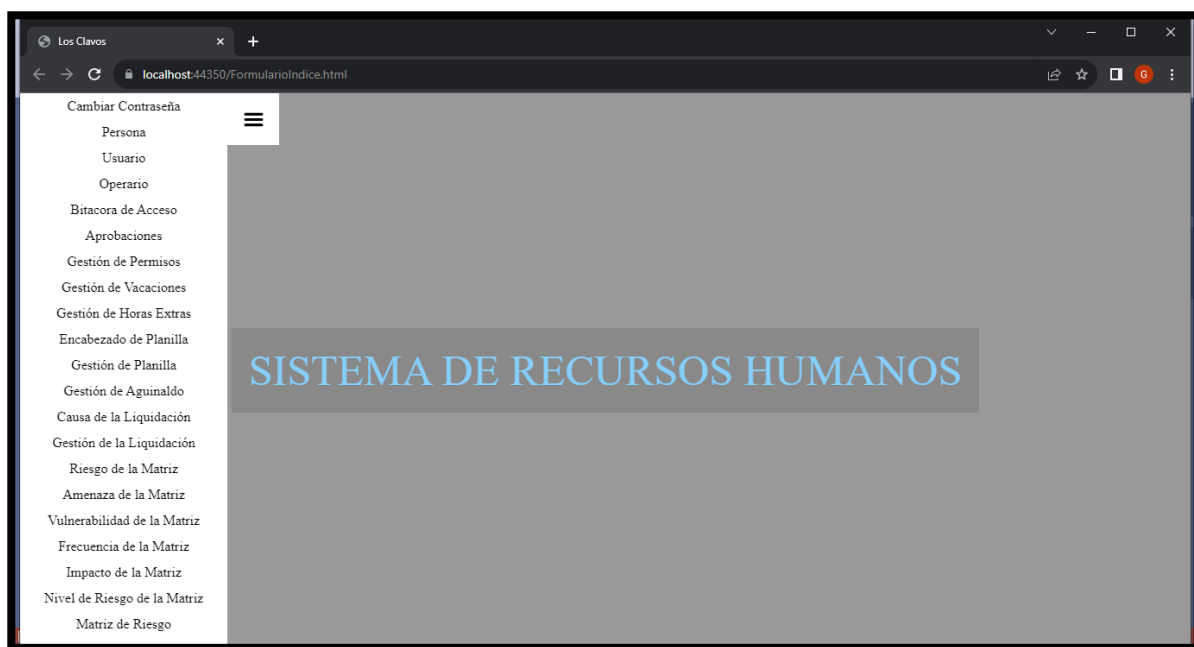 Los Clavos
localhost:44350/FormularioIndice.html
G
Cambiar Contraseña
Persona
Usuario
Operario
Bitacora de Acceso
Aprobaciones
Gestión de Permisos
Gestión de Vacaciones
Gestión de Horas Extras
Encabezado de Planilla
Gestión de Planilla
Gestión de Aguinaldo
Causa de la Liquidación
Gestión de la Liquidación
Riesgo de la Matriz
Amenaza de la Matriz
Vulnerabilidad de la Matriz
Frecuencia de la Matriz
Impacto de la Matriz
Nivel de Riesgo de la Matriz
Matriz de Riesgo
SISTEMA DE RECURSOS HUMANOS